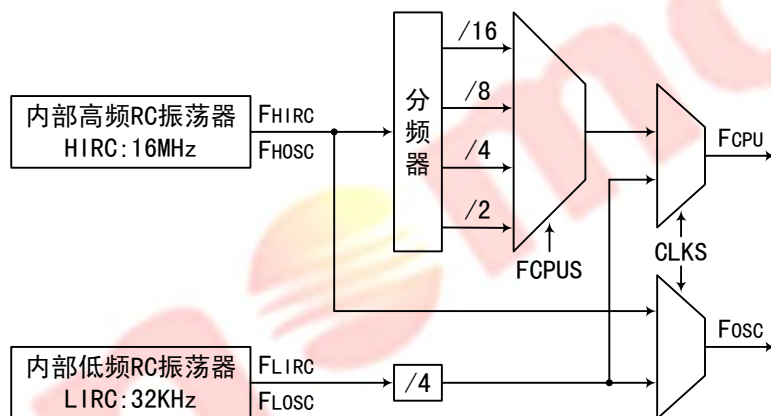 内部高频RC振荡器
HIRC:16MHz
FHIRC
FHOSC
分频器
/16
/8
/4
/2
FCPUS
FCPU
CLKS
FOSC
内部低频RC振荡器
LIRC:32KHz
FLIRC
FLOSC
/4